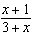 x + 1
3 + x